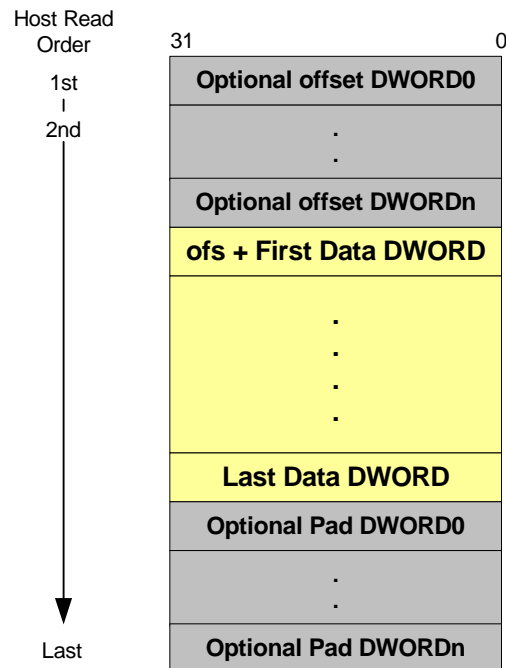 Host Read
Order
31 0
1st
2nd
Last
Optional offset DWORD0
.
.
Optional offset DWORDn
ofs + First Data DWORD
.
.
.
.
Last Data DWORD
Optional Pad DWORD0
.
.
Optional Pad DWORDn